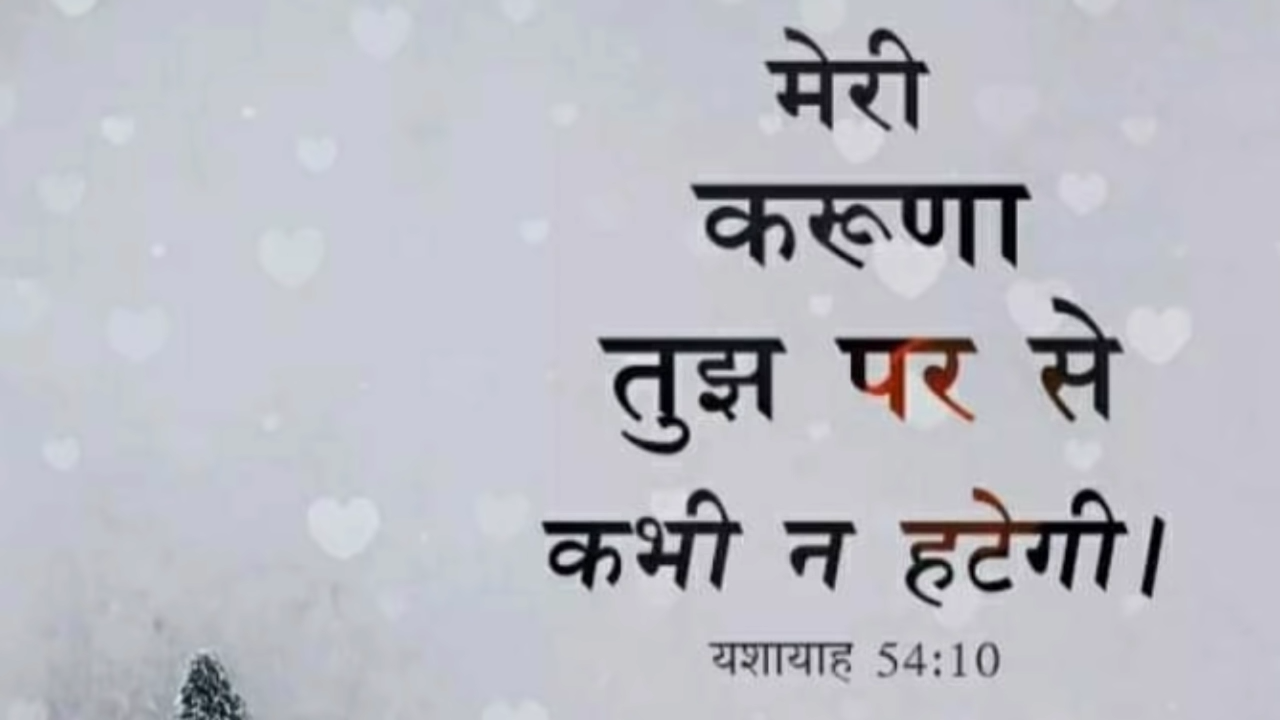 मेरी
करूणा
तुझ पर से
कभी न हटेगी।
यशायाह 54:10